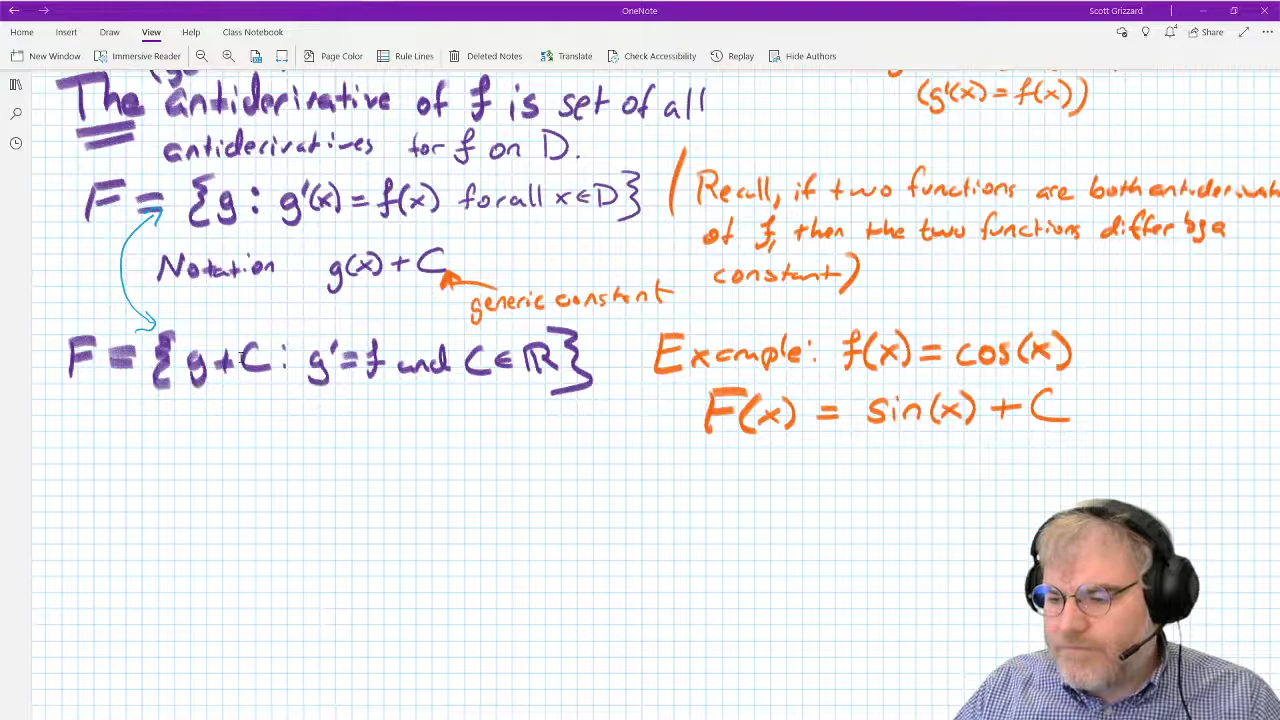 OneNote
Scott Grizzard
Home Insert Draw View Help Class Notebook
Share
New Window Immersive Reader Page Color Rule Lines Deleted Notes Translate Check Accessibility Replay Hide Authors
The antiderivative of f is set of all
antiderivatives for f on D.
F = {g : g'(x) = f(x) for all x ∈ D}
Notation g(x) + C
generic constant
F = {g + C : g' = f and C ∈ ℝ}
(g'(x) = f(x))
(Recall, if two functions are both antiderivat
of f, then the two functions differ by a
constant)
Example: f(x) = cos(x)
F(x) = sin(x) + C